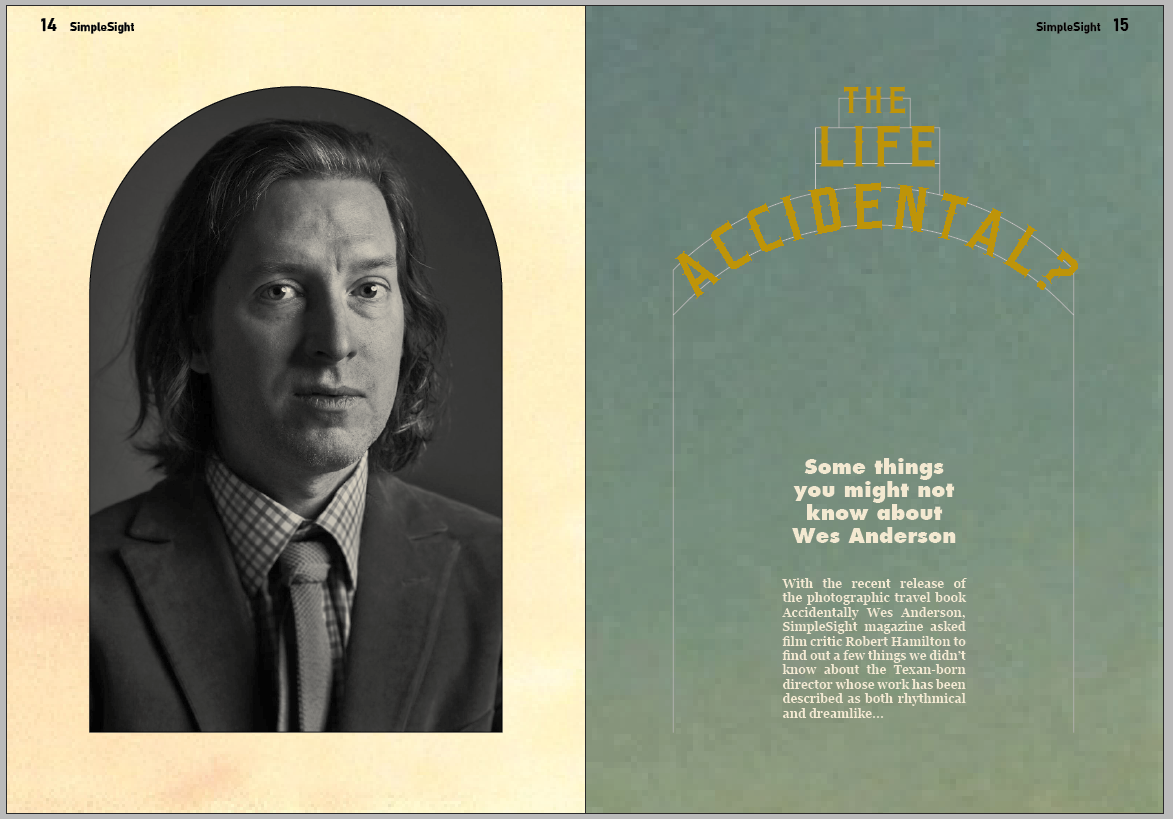 14 SimpleSight
SimpleSight 15
THE
LIFE
ACCIDENTAL?
Some things
you might not
know about
Wes Anderson
With the recent release of
the photographic travel book
Accidentally Wes Anderson,
SimpleSight magazine asked
film critic Robert Hamilton to
find out a few things we didn't
know about the Texan-born
director whose work has been
described as both rhythmical
and dreamlike...